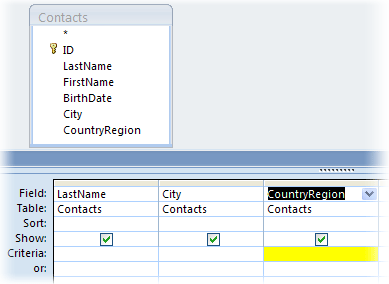 Contacts
*
ID
LastName
FirstName
BirthDate
City
CountryRegion
Field: LastName City CountryRegion
Table: Contacts Contacts Contacts
Sort:
Show:
Criteria:
or: